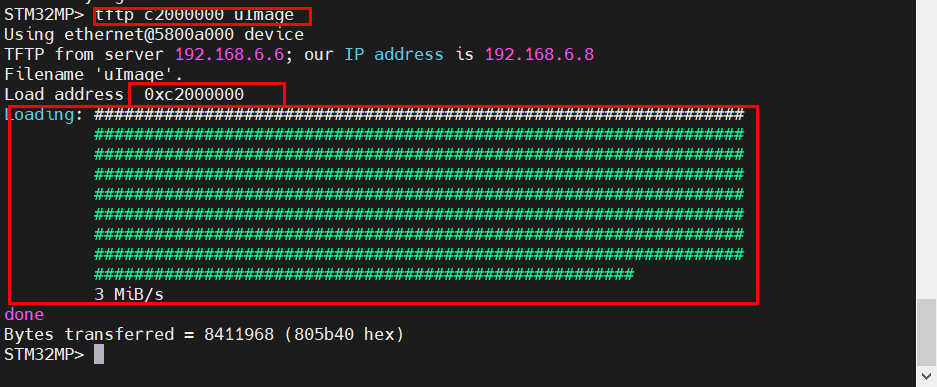 STM32MP> tftp c2000000 uImage
Using ethernet@5800a000 device
TFTP from server 192.168.6.6; our IP address is 192.168.6.8
Filename 'uImage'.
Load address: 0xc2000000
Loading: #################################################################
#################################################################
#################################################################
#################################################################
#################################################################
#################################################################
#################################################################
#################################################################
######################################################
3 MiB/s
done
Bytes transferred = 8411968 (805b40 hex)
STM32MP>